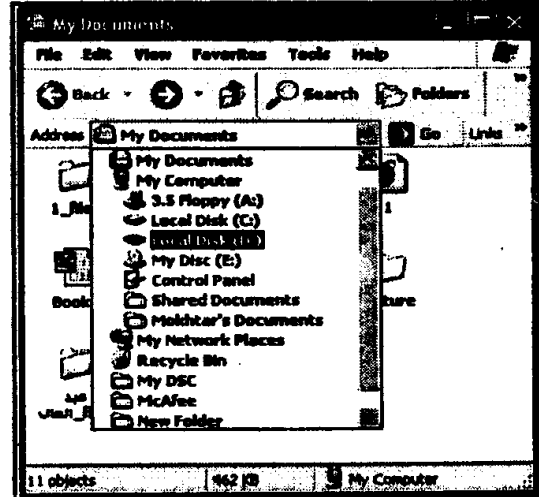 My Documents
File Edit View Favorites Tools Help
Back Search Folders
Address My Documents Go Links
My Documents
My Computer
3.5 Floppy (A:)
Local Disk (C:)
Local Disk (D:)
My Disc (E:)
Control Panel
Shared Documents
Mokhtar's Documents
My Network Places
Recycle Bin
My DSC
McAfee
New Folder
1
11 objects 462 KB My Computer